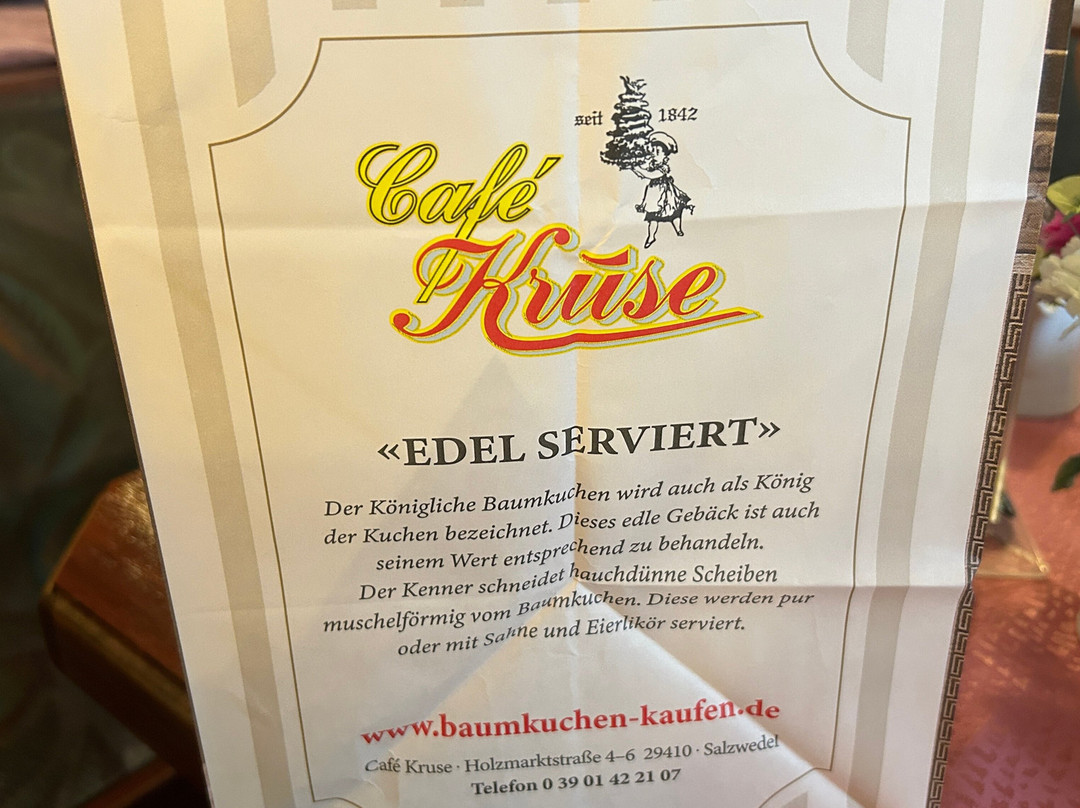 seit 1842
Café
Kruse
«EDEL SERVIERT»
Der Königliche Baumkuchen wird auch als König
der Kuchen bezeichnet. Dieses edle Gebäck ist auch
seinem Wert entsprechend zu behandeln.
Der Kenner schneidet hauchdünne Scheiben
muschelförmig vom Baumkuchen. Diese werden pur
oder mit Sahne und Eierlikör serviert.
www.baumkuchen-kaufen.de
Café Kruse · Holzmarktstraße 4–6 29410 · Salzwedel
Telefon 0 39 01 42 21 07